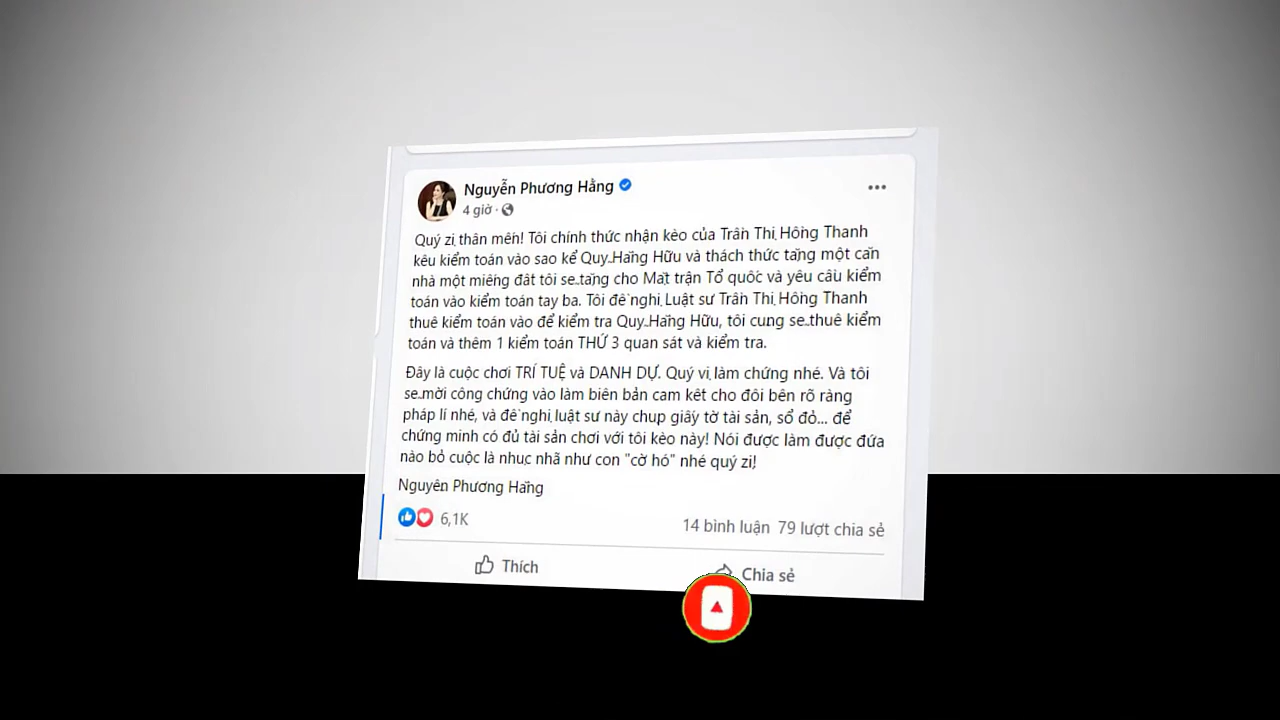 Nguyễn Phương Hằng
4 giờ
Quý zị thân mến! Tôi chính thức nhận kèo của Trần Thị Hồng Thanh
kêu kiểm toán vào sao kể Quỹ Hằng Hữu và thách thức tặng một căn
nhà một miếng đất tôi sẽ tặng cho Mặt trận Tổ quốc và yêu cầu kiểm
toán vào kiểm toán tay ba. Tôi đề nghị Luật sư Trần Thị Hồng Thanh
thuê kiểm toán vào để kiểm tra Quỹ Hằng Hữu, tôi cũng sẽ thuê kiểm
toán và thêm 1 kiểm toán THỨ 3 quan sát và kiểm tra.
Đây là cuộc chơi TRÍ TUỆ và DANH DỰ. Quý vị làm chứng nhé. Và tôi
sẽ mời công chứng vào làm biên bản cam kết cho đôi bên rõ ràng
pháp lí nhé, và đề nghị luật sư này chụp giấy tờ tài sản, sổ đỏ... để
chứng minh có đủ tài sản chơi với tôi kèo này! Nói được làm được đứa
nào bỏ cuộc là nhục nhã như con "cờ hó" nhé quý zị!
Nguyễn Phương Hằng
6,1K
14 bình luận 79 lượt chia sẻ
Thích
Chia sẻ